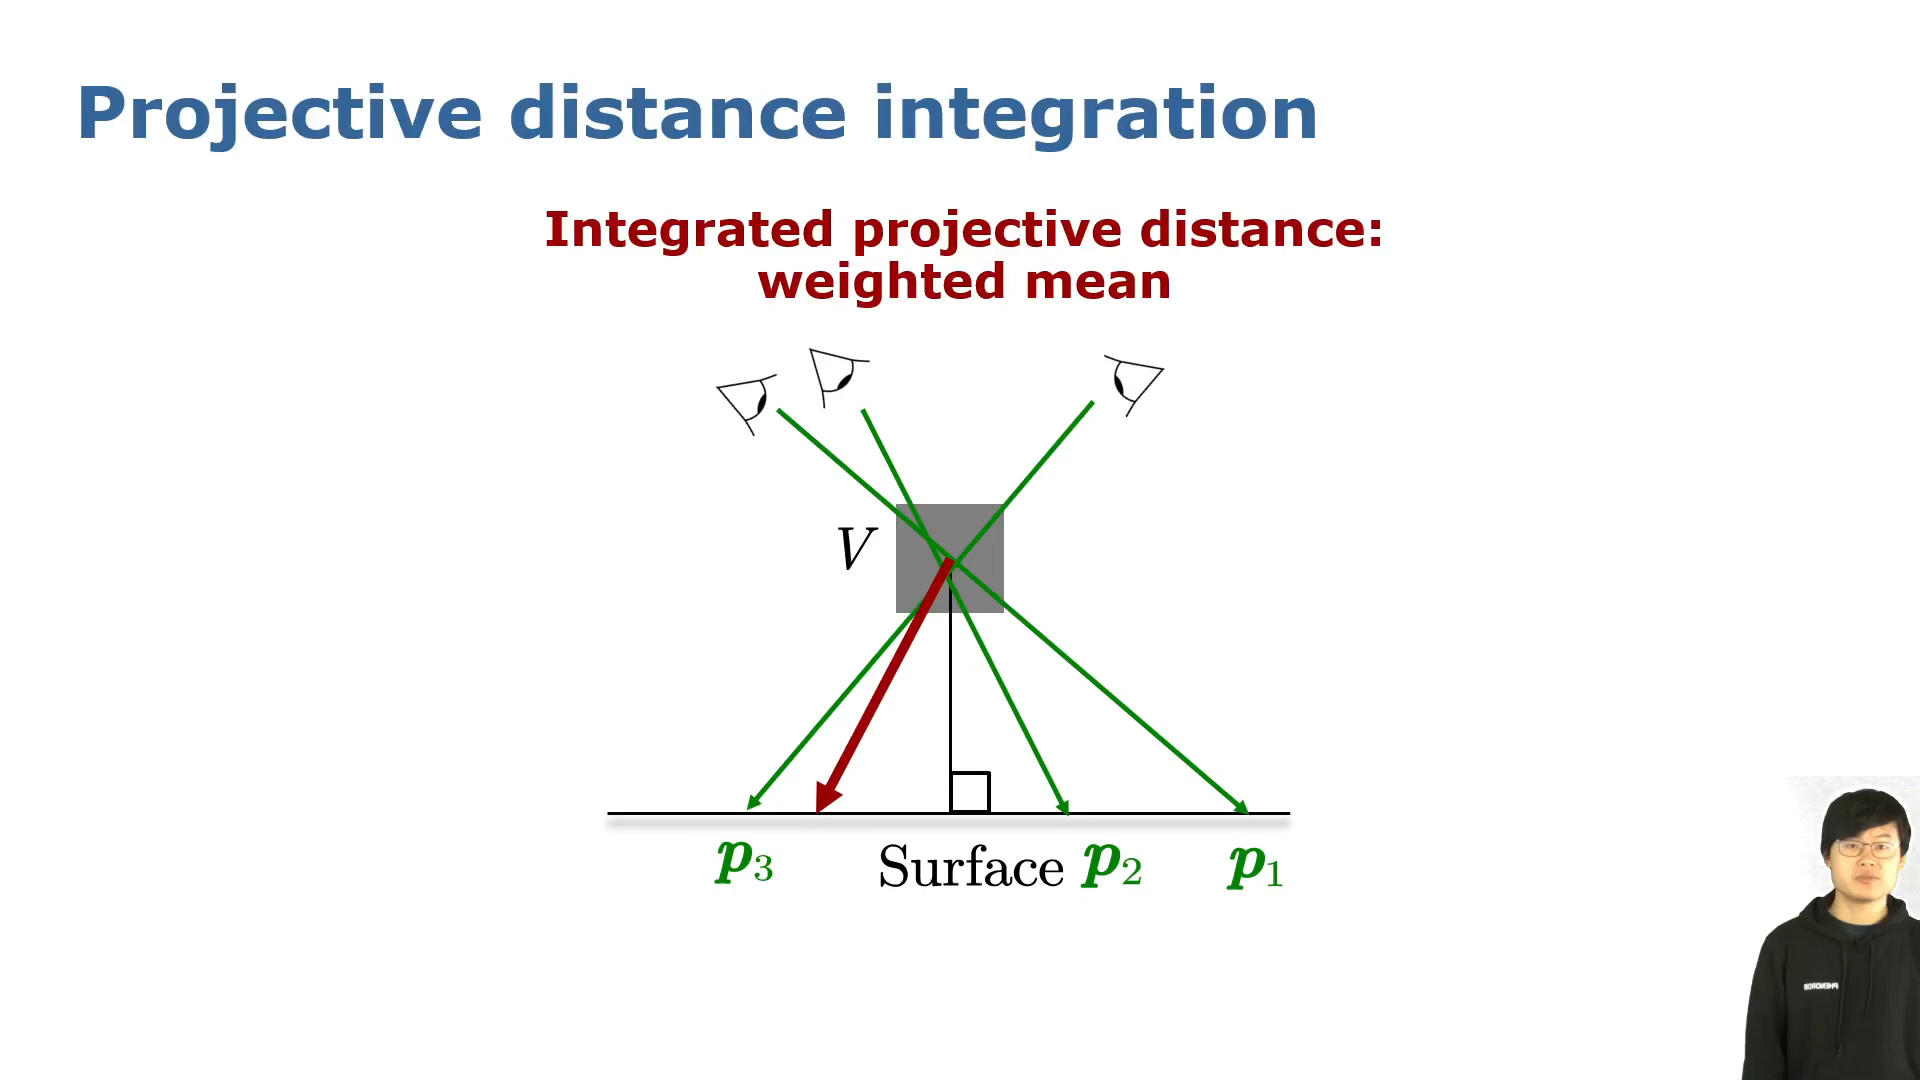 Projective distance integration
Integrated projective distance:
weighted mean
V
p₃ Surface p₂ p₁